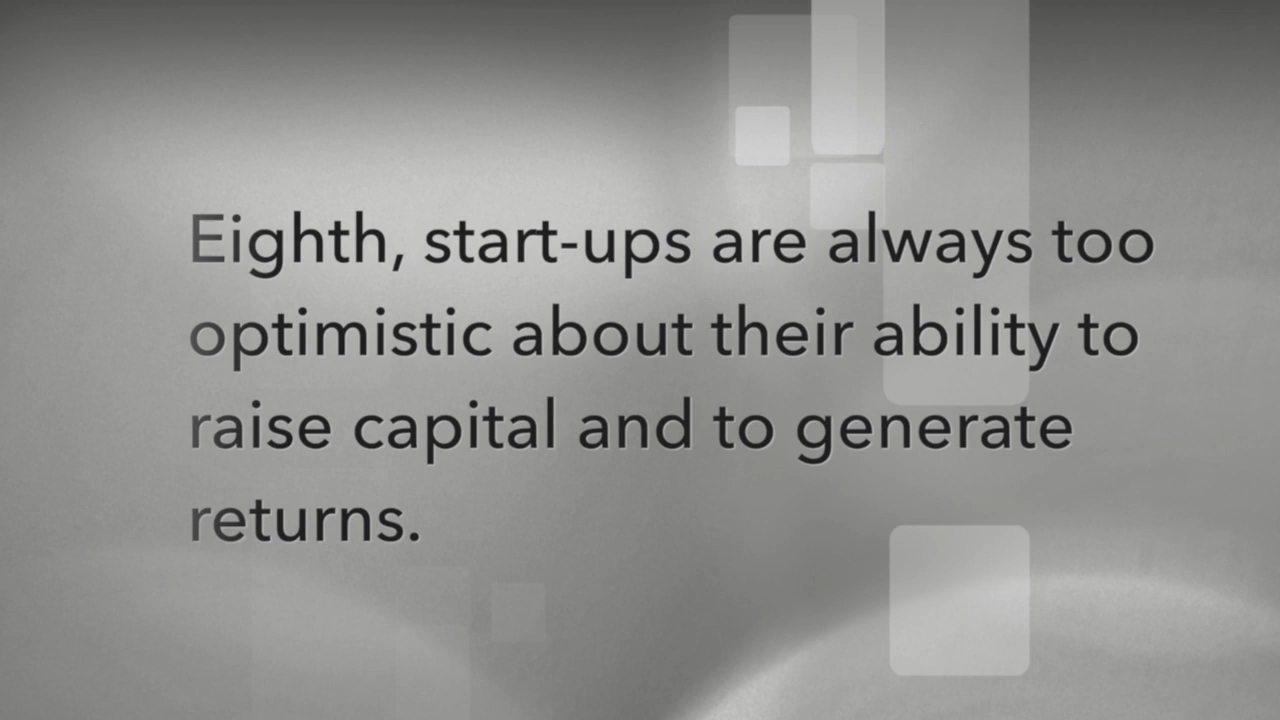 Eighth, start-ups are always too
optimistic about their ability to
raise capital and to generate
returns.